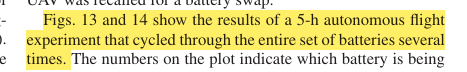 UAV was recalled for a battery swap.
Figs. 13 and 14 show the results of a 5-h autonomous flight
experiment that cycled through the entire set of batteries several
times. The numbers on the plot indicate which battery is being